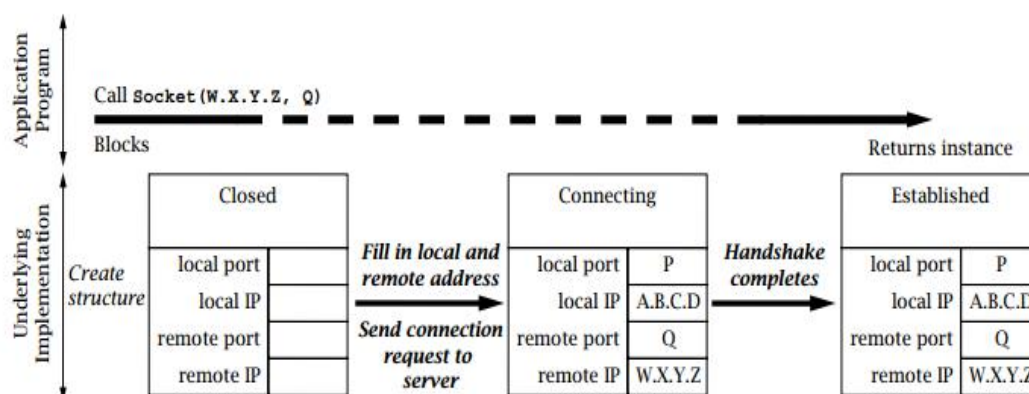 Application
Program
Call Socket(W.X.Y.Z, Q)
Blocks
Returns instance
Underlying
Implementation
Create
structure
Closed
local port
local IP
remote port
remote IP
Fill in local and
remote address
Send connection
request to
server
Connecting
local port P
local IP A.B.C.D
remote port Q
remote IP W.X.Y.Z
Handshake
completes
Established
local port P
local IP A.B.C.D
remote port Q
remote IP W.X.Y.Z